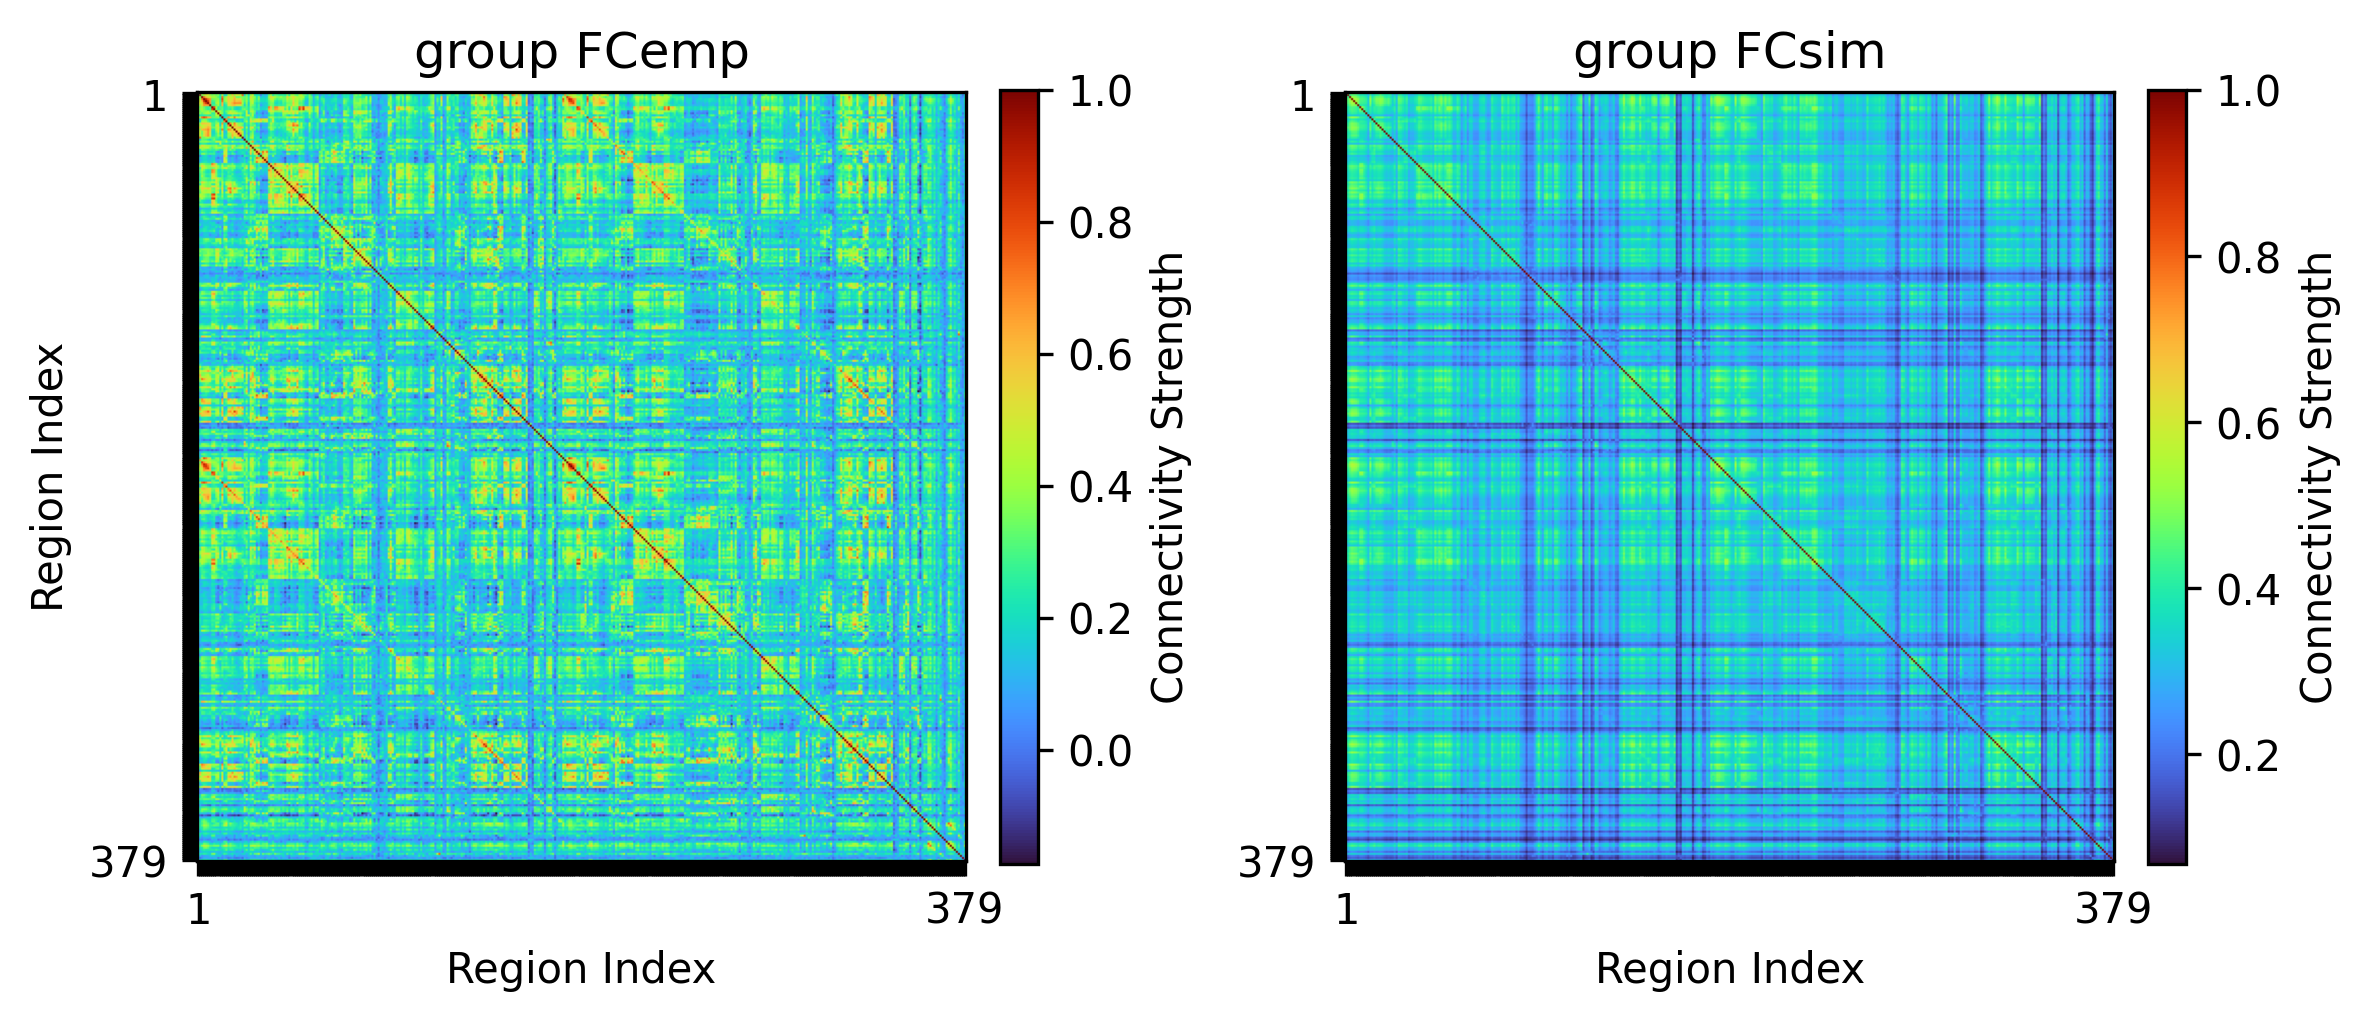 group FCemp
1
379
1
379
Region Index
Region Index
1.0
0.8
0.6
0.4
0.2
0.0
Connectivity Strength
group FCsim
1
379
1
379
Region Index
1.0
0.8
0.6
0.4
0.2
Connectivity Strength